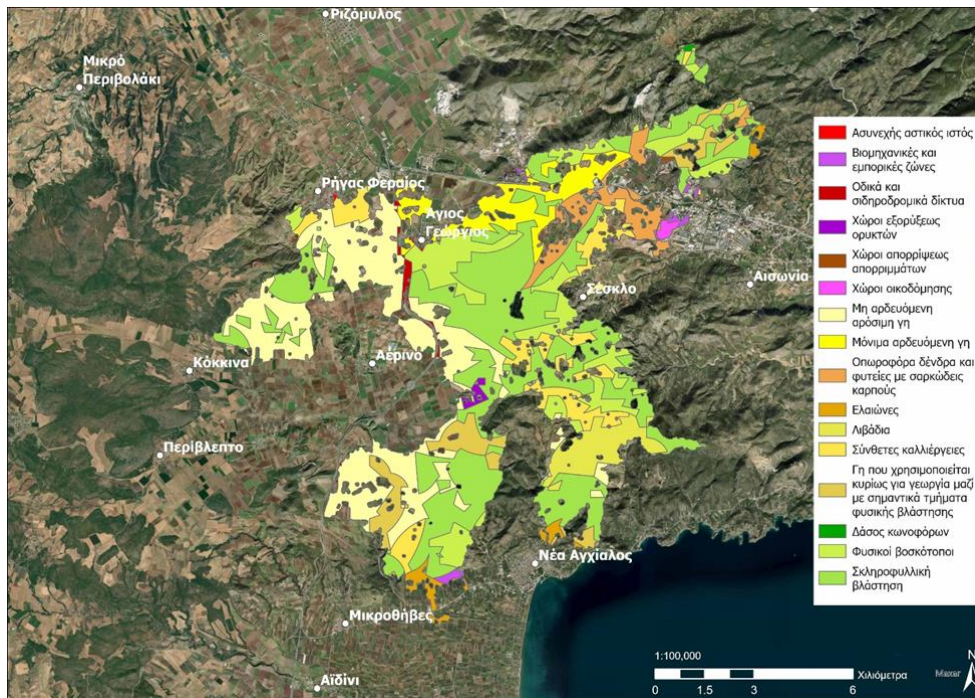 Ριζόμυλος
Μικρό
Περιβολάκι
Ρήγας Φεραίος
Άγιος
Γεώργιος
Σέσκλο
Αισωνία
Αερινό
Κόκκινα
Περίβλεπτο
Νέα Αγχίαλος
Μικροθήβες
Αϊδίνι
Ασυνεχής αστικός ιστός
Βιομηχανικές και
εμπορικές ζώνες
Οδικά και
σιδηροδρομικά δίκτυα
Χώροι εξορύξεως
ορυκτών
Χώροι απορρίψεως
απορριμμάτων
Χώροι οικοδόμησης
Μη αρδευόμενη
αρόσιμη γη
Μόνιμα αρδευόμενη γη
Οπωροφόρα δένδρα και
φυτείες με σαρκώδεις
καρπούς
Ελαιώνες
Λιβάδια
Σύνθετες καλλιέργειες
Γη που χρησιμοποιείται
κυρίως για γεωργία μαζί
με σημαντικά τμήματα
φυσικής βλάστησης
Δάσος κωνοφόρων
Φυσικοί βοσκότοποι
Σκληροφυλλική
βλάστηση
1:100,000
Χιλιόμετρα
0 1.5 3 6
N
Maxar